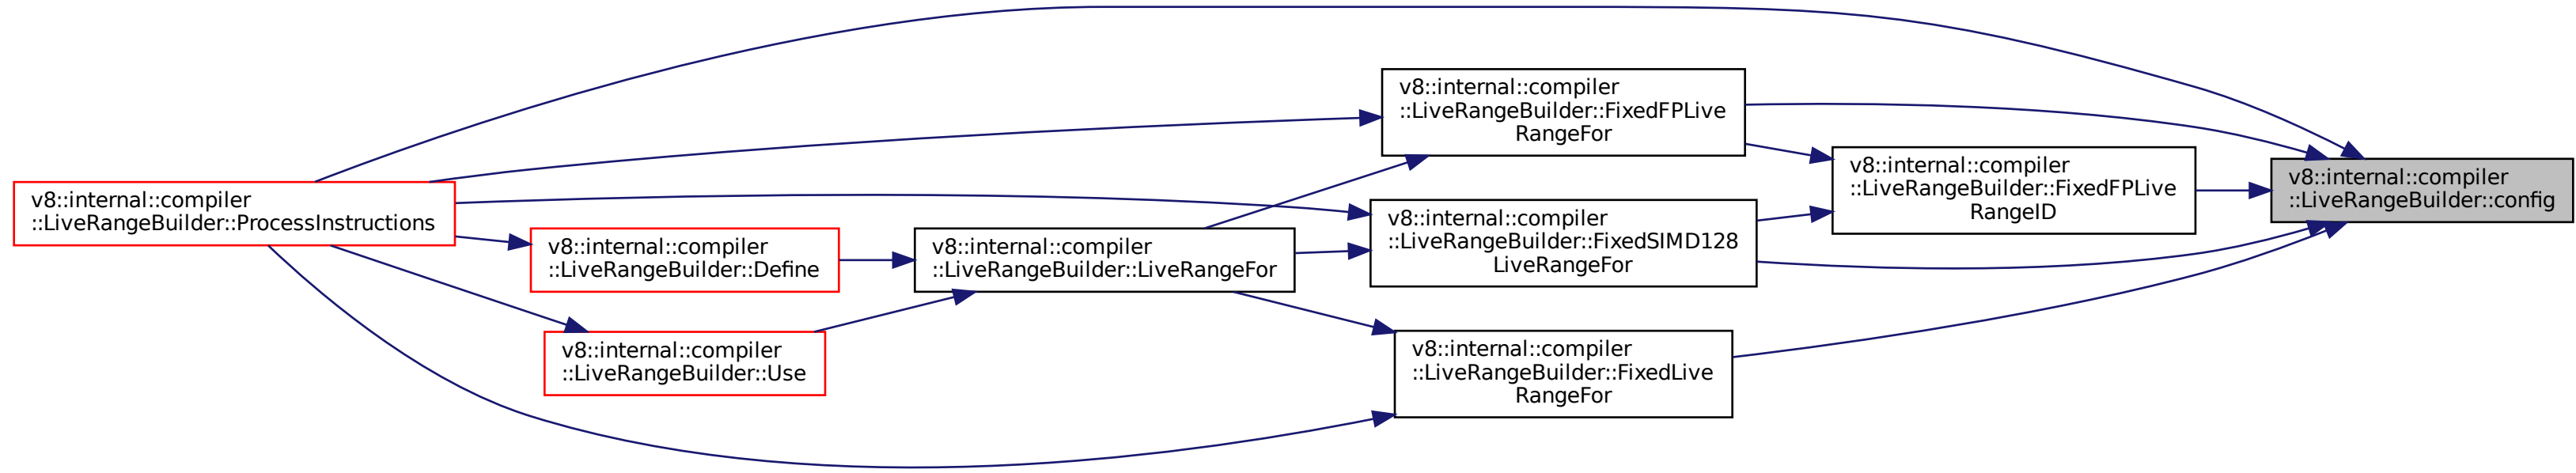 v8::internal::compiler
::LiveRangeBuilder::FixedFPLive
RangeFor
v8::internal::compiler
::LiveRangeBuilder::FixedFPLive
RangeID
v8::internal::compiler
::LiveRangeBuilder::config
v8::internal::compiler
::LiveRangeBuilder::ProcessInstructions
v8::internal::compiler
::LiveRangeBuilder::FixedSIMD128
LiveRangeFor
v8::internal::compiler
::LiveRangeBuilder::Define
v8::internal::compiler
::LiveRangeBuilder::LiveRangeFor
v8::internal::compiler
::LiveRangeBuilder::Use
v8::internal::compiler
::LiveRangeBuilder::FixedLive
RangeFor